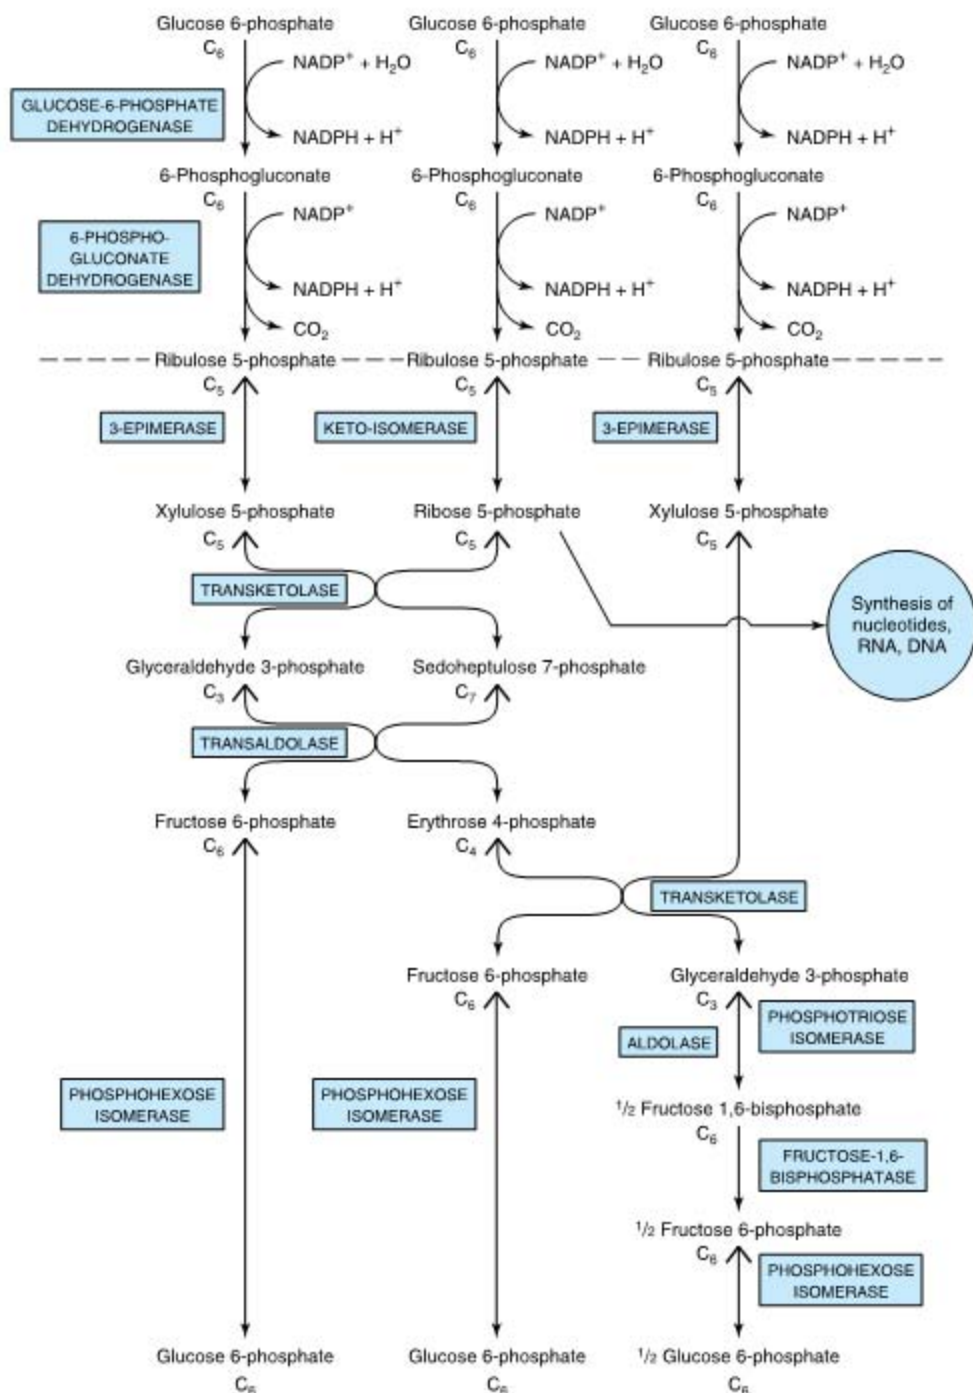 Glucose 6-phosphate Glucose 6-phosphate Glucose 6-phosphate
C6 C6 C6
NADP+ + H2O NADP+ + H2O NADP+ + H2O
GLUCOSE-6-PHOSPHATE
DEHYDROGENASE
NADPH + H+ NADPH + H+ NADPH + H+
6-Phosphogluconate 6-Phosphogluconate 6-Phosphogluconate
C6 C6 C6
NADP+ NADP+ NADP+
6-PHOSPHO-
GLUCONATE
DEHYDROGENASE
NADPH + H+ NADPH + H+ NADPH + H+
CO2 CO2 CO2
Ribulose 5-phosphate Ribulose 5-phosphate Ribulose 5-phosphate
C5 C5 C5
3-EPIMERASE KETO-ISOMERASE 3-EPIMERASE
Xylulose 5-phosphate Ribose 5-phosphate Xylulose 5-phosphate
C5 C5 C5
TRANSKETOLASE
Synthesis of
nucleotides,
RNA, DNA
Glyceraldehyde 3-phosphate Sedoheptulose 7-phosphate
C3 C7
TRANSALDOLASE
Fructose 6-phosphate Erythrose 4-phosphate
C6 C4
TRANSKETOLASE
Fructose 6-phosphate Glyceraldehyde 3-phosphate
C6 C3
PHOSPHOTRIOSE
ISOMERASE
ALDOLASE
PHOSPHOHEXOSE
ISOMERASE
PHOSPHOHEXOSE
ISOMERASE
1/2 Fructose 1,6-bisphosphate
C6
FRUCTOSE-1,6-
BISPHOSPHATASE
1/2 Fructose 6-phosphate
C6
PHOSPHOHEXOSE
ISOMERASE
Glucose 6-phosphate Glucose 6-phosphate 1/2 Glucose 6-phosphate
C6 C6 C6